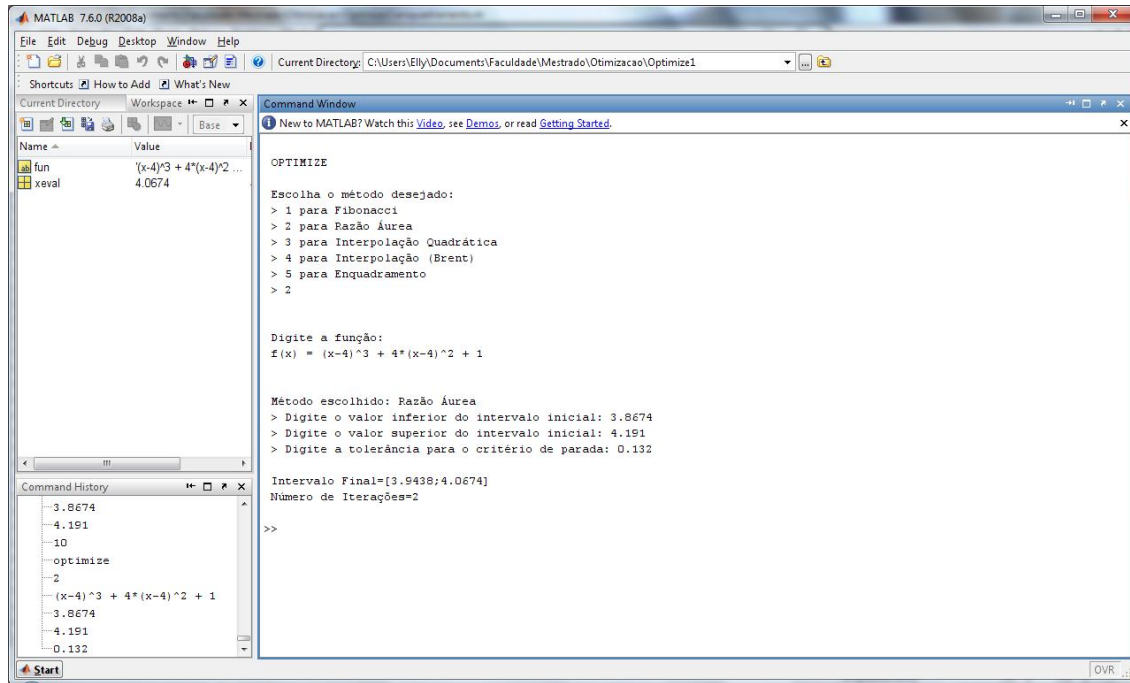 MATLAB 7.6.0 (R2008a)
File Edit Debug Desktop Window Help
Current Directory: C:\Users\Elly\Documents\Faculdade\Mestrado\Otimizacao\Optimize1
Shortcuts How to Add What's New
Current Directory Workspace
Base
Name Value
fun '(x-4)^3 + 4*(x-4)^2 ...
xeval 4.0674
Command History
3.8674
4.191
10
optimize
2
(x-4)^3 + 4*(x-4)^2 + 1
3.8674
4.191
0.132
Command Window
New to MATLAB? Watch this Video, see Demos, or read Getting Started.
OPTIMIZE
Escolha o método desejado:
> 1 para Fibonacci
> 2 para Razão Áurea
> 3 para Interpolação Quadrática
> 4 para Interpolação (Brent)
> 5 para Enquadramento
> 2
Digite a função:
f(x) = (x-4)^3 + 4*(x-4)^2 + 1
Método escolhido: Razão Áurea
> Digite o valor inferior do intervalo inicial: 3.8674
> Digite o valor superior do intervalo inicial: 4.191
> Digite a tolerância para o critério de parada: 0.132
Intervalo Final=[3.9438;4.0674]
Número de Iterações=2
>>
Start
OVR